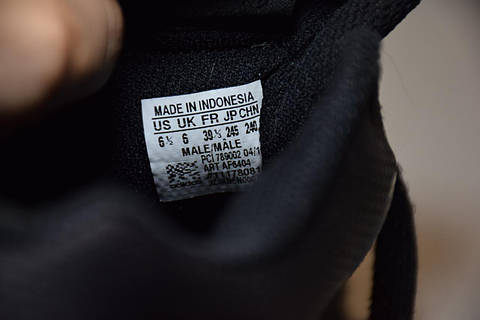 MADE IN INDONESIA
US UK FR JP CHN
6½ 6 39⅓ 245 240
MALE/MALE
PCI 789002 04/1
ART AF6404